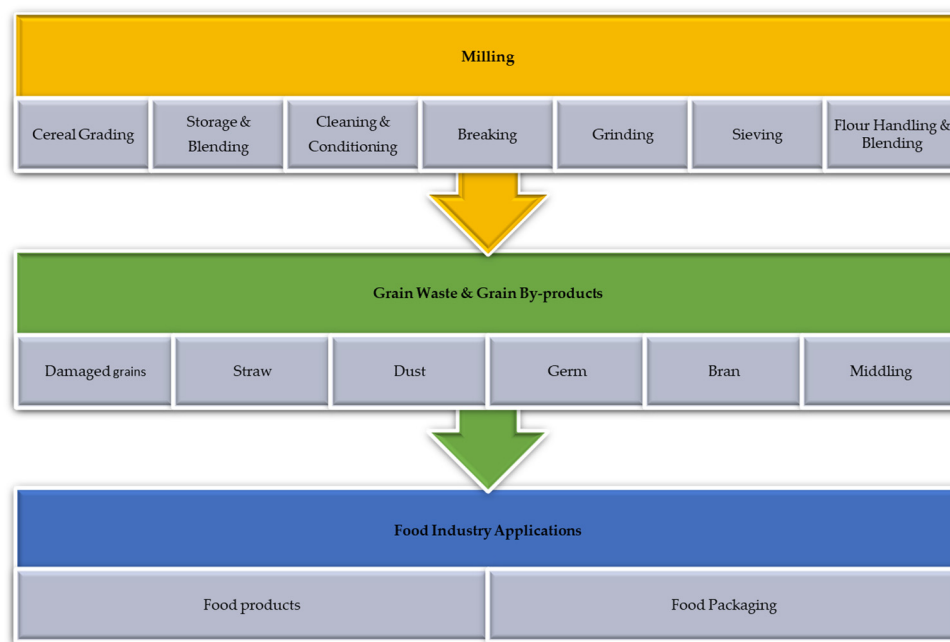 Milling
Cereal Grading
Storage &
Blending
Cleaning &
Conditioning
Breaking
Grinding
Sieving
Flour Handling &
Blending
Grain Waste & Grain By-products
Damaged grains
Straw
Dust
Germ
Bran
Middling
Food Industry Applications
Food products
Food Packaging